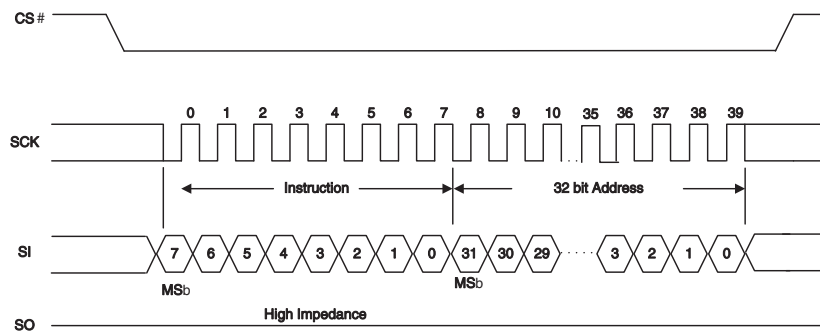 CS#
0 1 2 3 4 5 6 7 8 9 10 35 36 37 38 39
SCK
Instruction 32 bit Address
SI 7 6 5 4 3 2 1 0 31 30 29 3 2 1 0
MSb MSb
High Impedance
SO